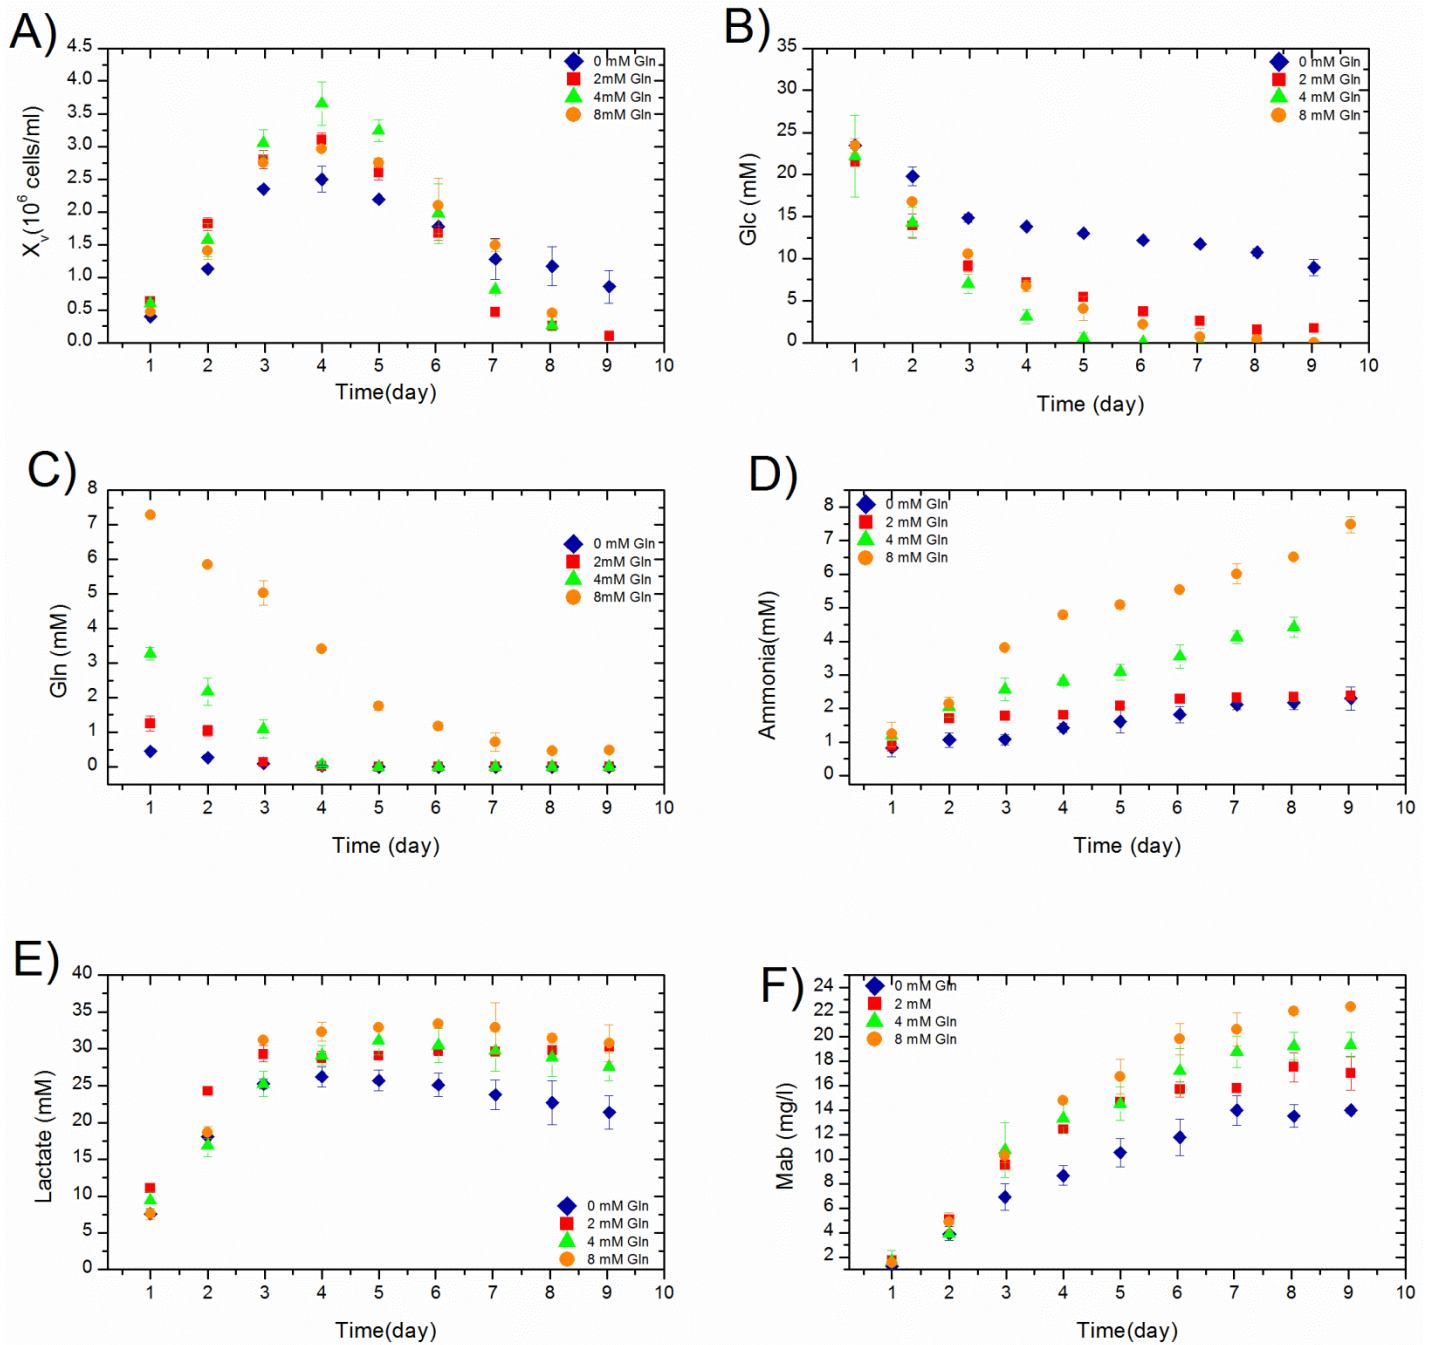 A)
4.5
4.0
3.5
3.0
2.5
2.0
1.5
1.0
0.5
0.0
Xv(10^6 cells/ml)
0 mM Gln
2mM Gln
4mM Gln
8mM Gln
1 2 3 4 5 6 7 8 9 10
Time(day)
B)
35
30
25
20
15
10
5
0
Glc (mM)
0 mM Gln
2 mM Gln
4 mM Gln
8 mM Gln
1 2 3 4 5 6 7 8 9 10
Time (day)
C)
8
7
6
5
4
3
2
1
0
Gln (mM)
0 mM Gln
2mM Gln
4mM Gln
8mM Gln
1 2 3 4 5 6 7 8 9 10
Time (day)
D)
8
7
6
5
4
3
2
1
0
Ammonia(mM)
0 mM Gln
2 mM Gln
4 mM Gln
8 mM Gln
1 2 3 4 5 6 7 8 9 10
Time (day)
E)
40
35
30
25
20
15
10
5
0
Lactate (mM)
0 mM Gln
2 mM Gln
4 mM Gln
8 mM Gln
1 2 3 4 5 6 7 8 9 10
Time(day)
F)
24
22
20
18
16
14
12
10
8
6
4
2
Mab (mg/l)
0 mM Gln
2 mM
4 mM Gln
8 mM Gln
1 2 3 4 5 6 7 8 9 10
Time(day)